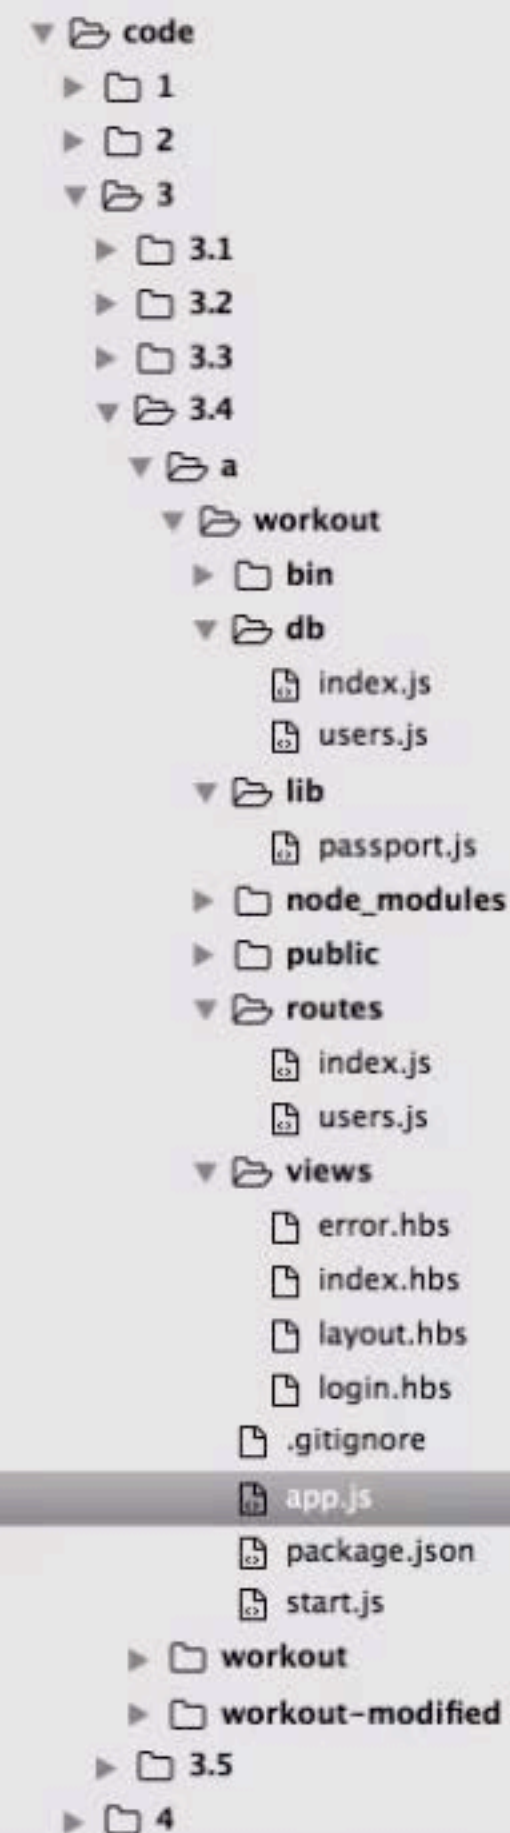 code
1
2
3
3.1
3.2
3.3
3.4
a
workout
bin
db
index.js
users.js
lib
passport.js
node_modules
public
routes
index.js
users.js
views
error.hbs
index.hbs
layout.hbs
login.hbs
.gitignore
app.js
package.json
start.js
workout
workout-modified
3.5
4